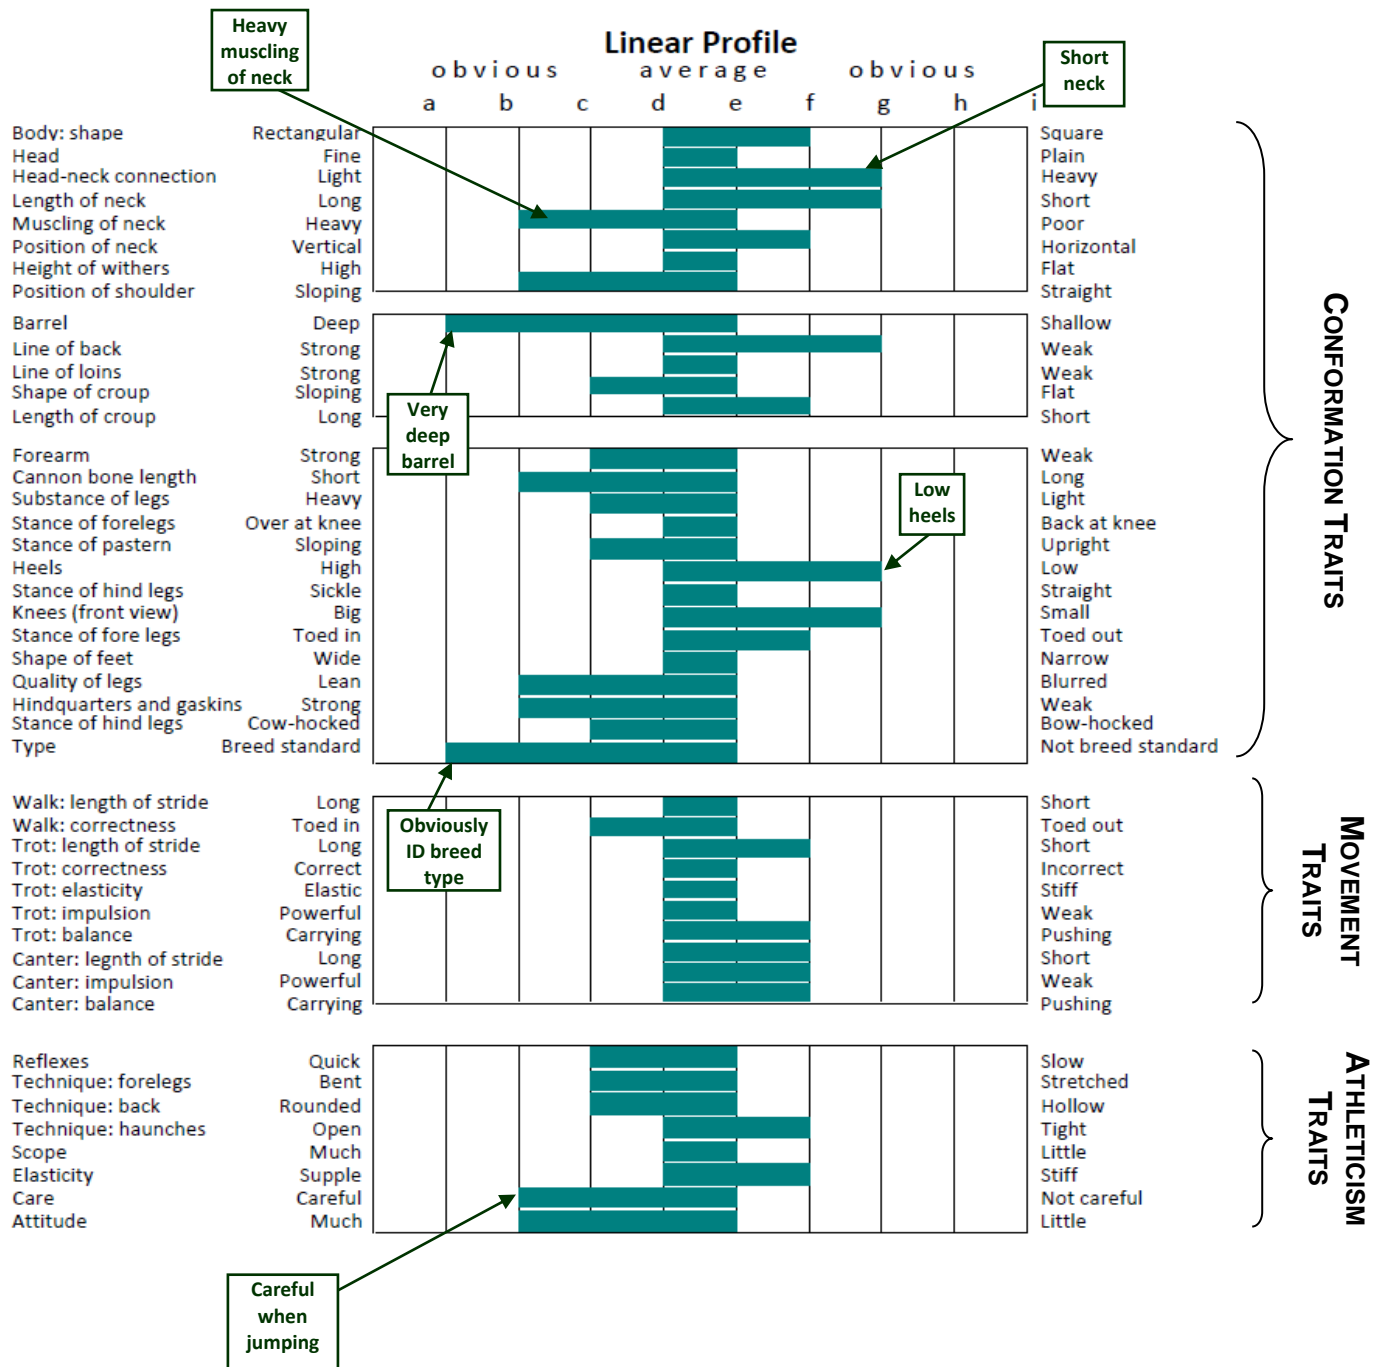 Linear Profile
obvious average obvious
a b c d e f g h i
Heavy
muscling
of neck
Short
neck
Body: shape Rectangular Square
Head Fine Plain
Head-neck connection Light Heavy
Length of neck Long Short
Muscling of neck Heavy Poor
Position of neck Vertical Horizontal
Height of withers High Flat
Position of shoulder Sloping Straight
Barrel Deep Shallow
Line of back Strong Weak
Line of loins Strong Weak
Shape of croup Sloping Flat
Length of croup Long Short
Very
deep
barrel
Forearm Strong Weak
Cannon bone length Short Long
Substance of legs Heavy Light
Stance of forelegs Over at knee Back at knee
Stance of pastern Sloping Upright
Heels High Low
Stance of hind legs Sickle Straight
Knees (front view) Big Small
Stance of fore legs Toed in Toed out
Shape of feet Wide Narrow
Quality of legs Lean Blurred
Hindquarters and gaskins Strong Weak
Stance of hind legs Cow-hocked Bow-hocked
Type Breed standard Not breed standard
Low
heels
CONFORMATION TRAITS
Walk: length of stride Long Short
Walk: correctness Toed in Toed out
Trot: length of stride Long Short
Trot: correctness Correct Incorrect
Trot: elasticity Elastic Stiff
Trot: impulsion Powerful Weak
Trot: balance Carrying Pushing
Canter: legnth of stride Long Short
Canter: impulsion Powerful Weak
Canter: balance Carrying Pushing
Obviously
ID breed
type
MOVEMENT
TRAITS
Reflexes Quick Slow
Technique: forelegs Bent Stretched
Technique: back Rounded Hollow
Technique: haunches Open Tight
Scope Much Little
Elasticity Supple Stiff
Care Careful Not careful
Attitude Much Little
ATHLETICISM
TRAITS
Careful
when
jumping